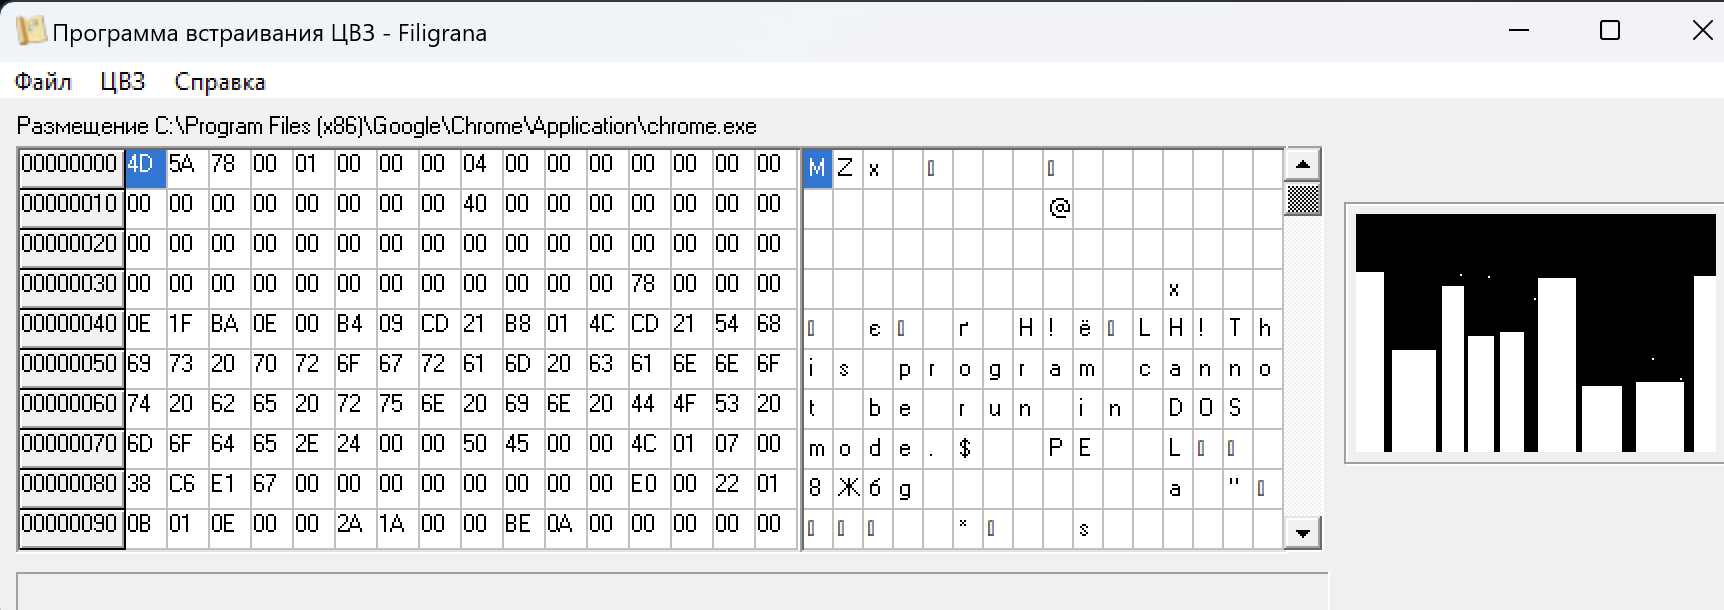 Программа встраивания ЦВЗ - Filigrana
Файл ЦВЗ Справка
Размещение C:\Program Files (x86)\Google\Chrome\Application\chrome.exe
00000000 4D 5A 78 00 01 00 00 00 04 00 00 00 00 00 00 00 M Z x
00000010 00 00 00 00 00 00 00 00 40 00 00 00 00 00 00 00 @
00000020 00 00 00 00 00 00 00 00 00 00 00 00 00 00 00 00
00000030 00 00 00 00 00 00 00 00 00 00 00 00 78 00 00 00 x
00000040 0E 1F BA 0E 00 B4 09 CD 21 B8 01 4C CD 21 54 68 є ґ Н ! ё L Н ! T h
00000050 69 73 20 70 72 6F 67 72 61 6D 20 63 61 6E 6E 6F i s p r o g r a m c a n n o
00000060 74 20 62 65 20 72 75 6E 20 69 6E 20 44 4F 53 20 t b e r u n i n D O S
00000070 6D 6F 64 65 2E 24 00 00 50 45 00 00 4C 01 07 00 m o d e . $ P E L
00000080 38 C6 E1 67 00 00 00 00 00 00 00 00 E0 00 22 01 8 Ж б g а "
00000090 0B 01 0E 00 00 2A 1A 00 00 BE 0A 00 00 00 00 00 * ѕ